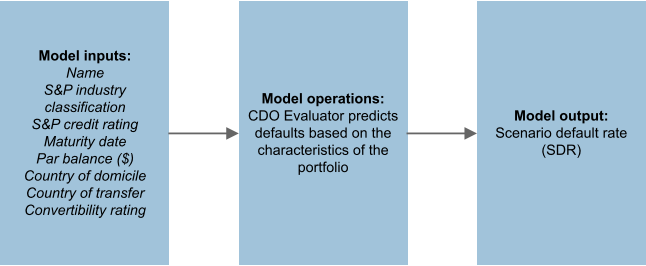 Model inputs:
Name
S&P industry
classification
S&P credit rating
Maturity date
Par balance ($)
Country of domicile
Country of transfer
Convertibility rating
Model operations:
CDO Evaluator predicts
defaults based on the
characteristics of the
portfolio
Model output:
Scenario default rate
(SDR)